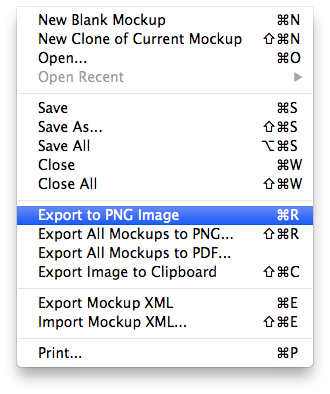 New Blank Mockup ⌘N
New Clone of Current Mockup ⇧⌘N
Open... ⌘O
Open Recent ▶
Save ⌘S
Save As... ⇧⌘S
Save All ⌥⌘S
Close ⌘W
Close All ⇧⌘W
Export to PNG Image ⌘R
Export All Mockups to PNG... ⇧⌘R
Export All Mockups to PDF...
Export Image to Clipboard ⇧⌘C
Export Mockup XML ⌘E
Import Mockup XML... ⇧⌘E
Print... ⌘P